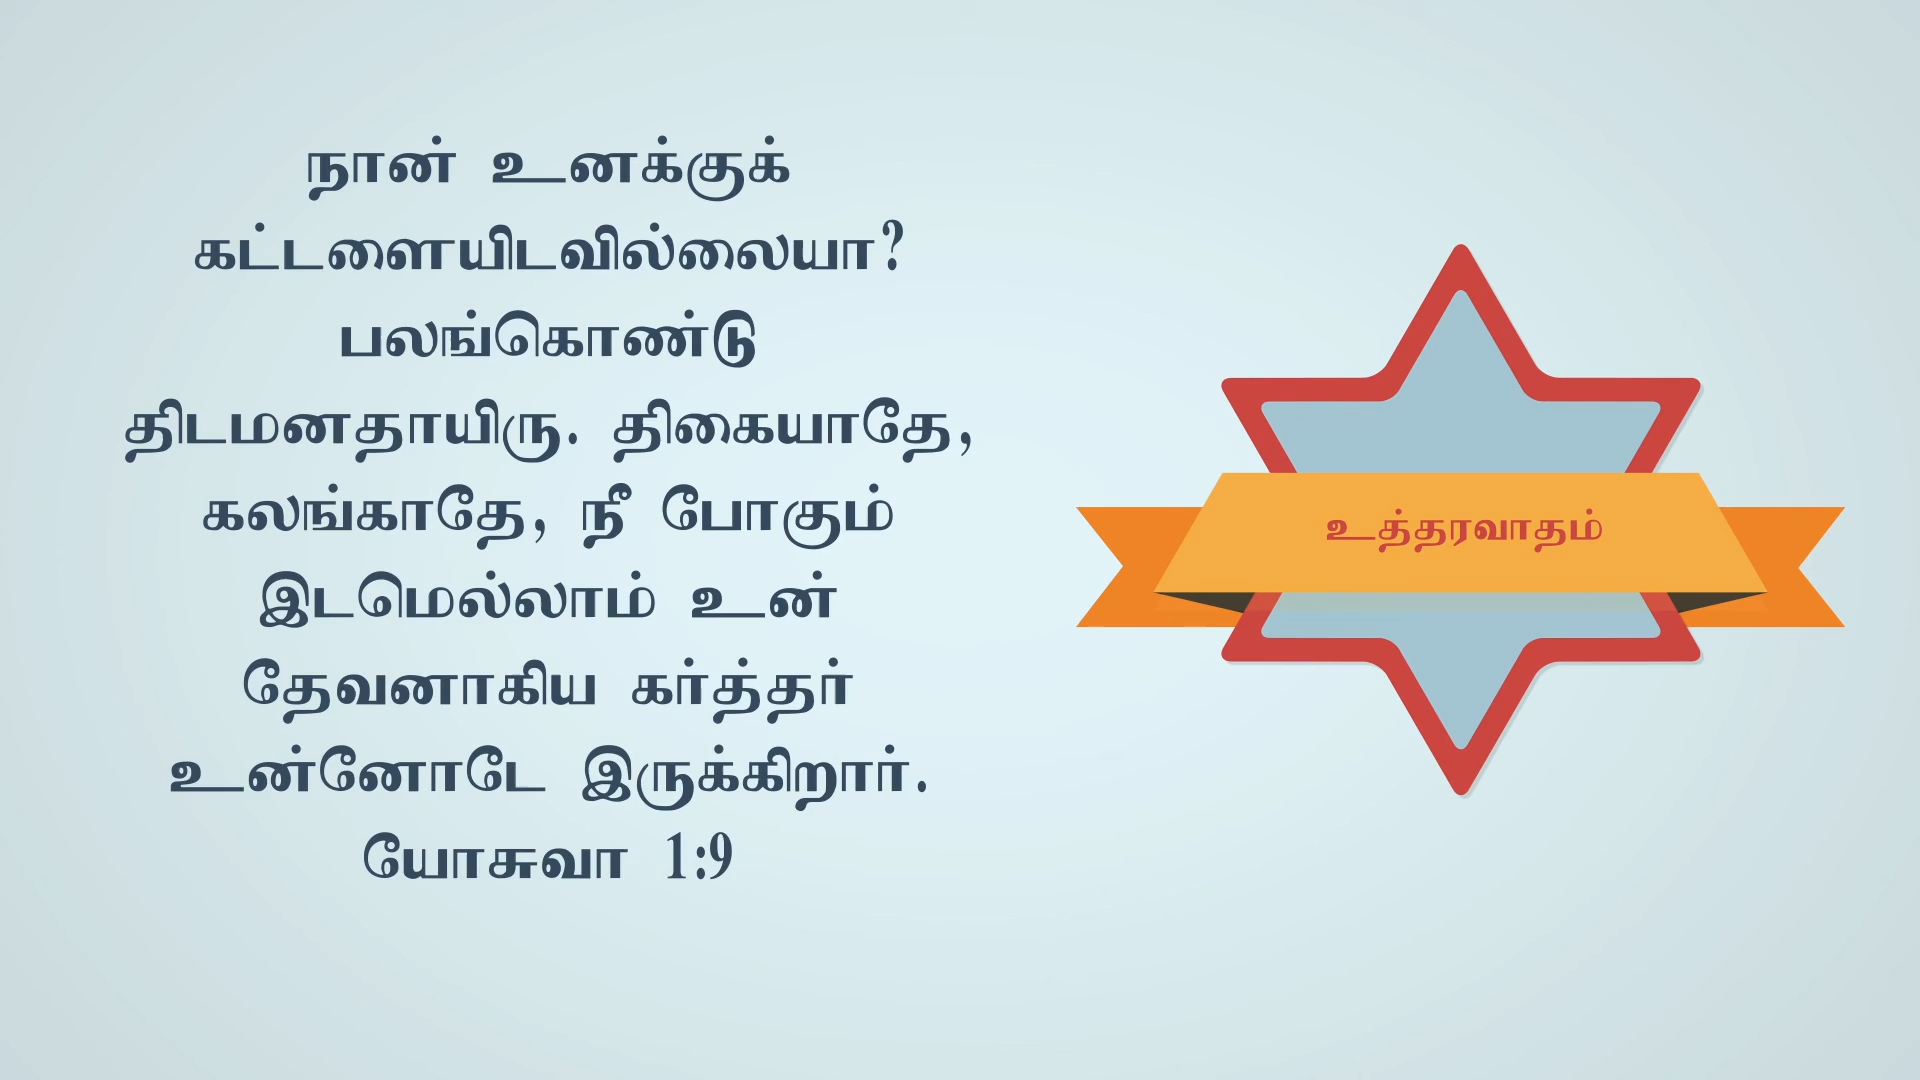 நான் உனக்குக்
கட்டளையிடவில்லையா?
பலங்கொண்டு
திடமனதாயிரு. திகையாதே,
கலங்காதே, நீ போகும்
இடமெல்லாம் உன்
தேவனாகிய கர்த்தர்
உன்னோடே இருக்கிறார்.
யோசுவா 1:9
உத்தரவாதம்